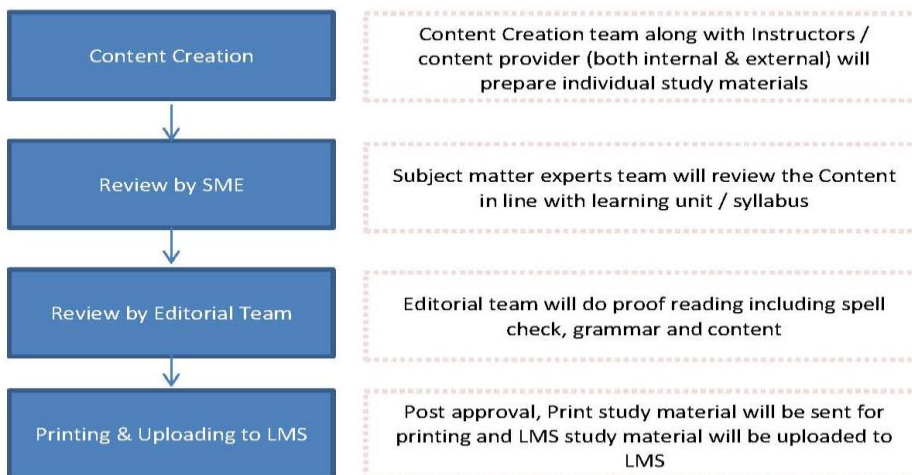 Content Creation
Content Creation team along with Instructors /
content provider (both internal & external) will
prepare individual study materials
Review by SME
Subject matter experts team will review the Content
in line with learning unit / syllabus
Review by Editorial Team
Editorial team will do proof reading including spell
check, grammar and content
Printing & Uploading to LMS
Post approval, Print study material will be sent for
printing and LMS study material will be uploaded to
LMS